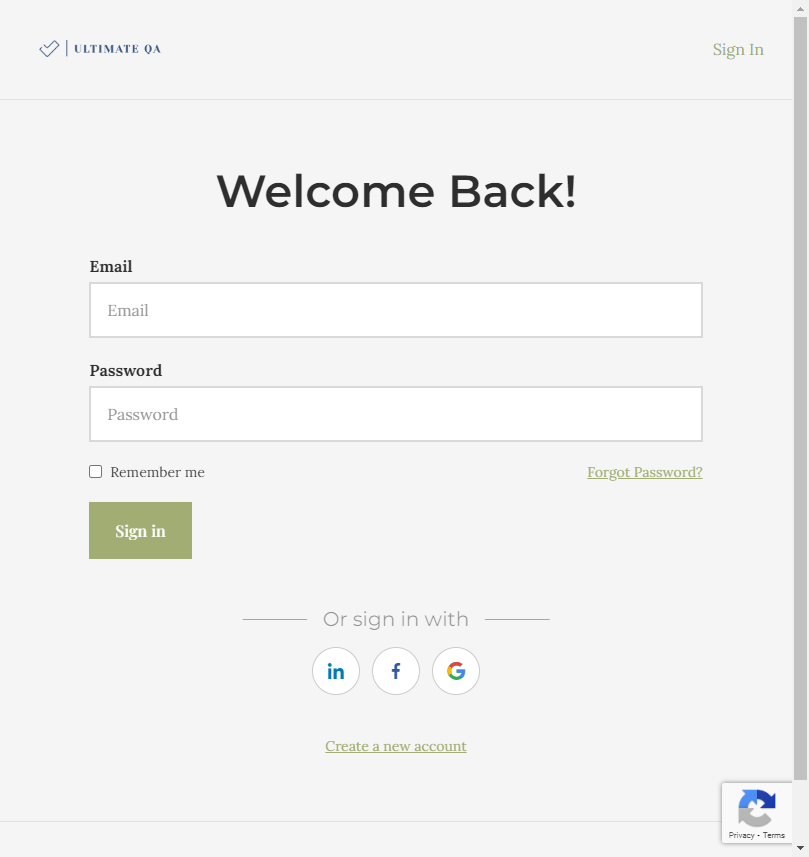 ULTIMATE QA
Sign In
Welcome Back!
Email
Email
Password
Password
Remember me
Forgot Password?
Sign in
Or sign in with
in
f
G
Create a new account
Privacy - Terms